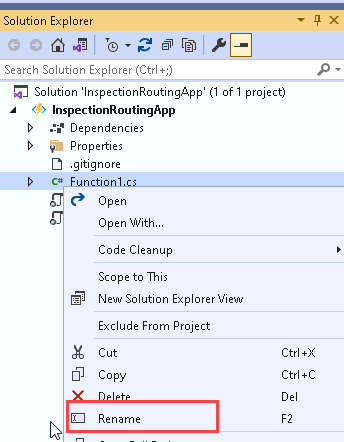 Solution Explorer
Search Solution Explorer (Ctrl+;)
Solution 'InspectionRoutingApp' (1 of 1 project)
InspectionRoutingApp
Dependencies
Properties
.gitignore
C# Function1.cs
Open
Open With...
Code Cleanup
Scope to This
New Solution Explorer View
Exclude From Project
Cut Ctrl+X
Copy Ctrl+C
Delete Del
Rename F2